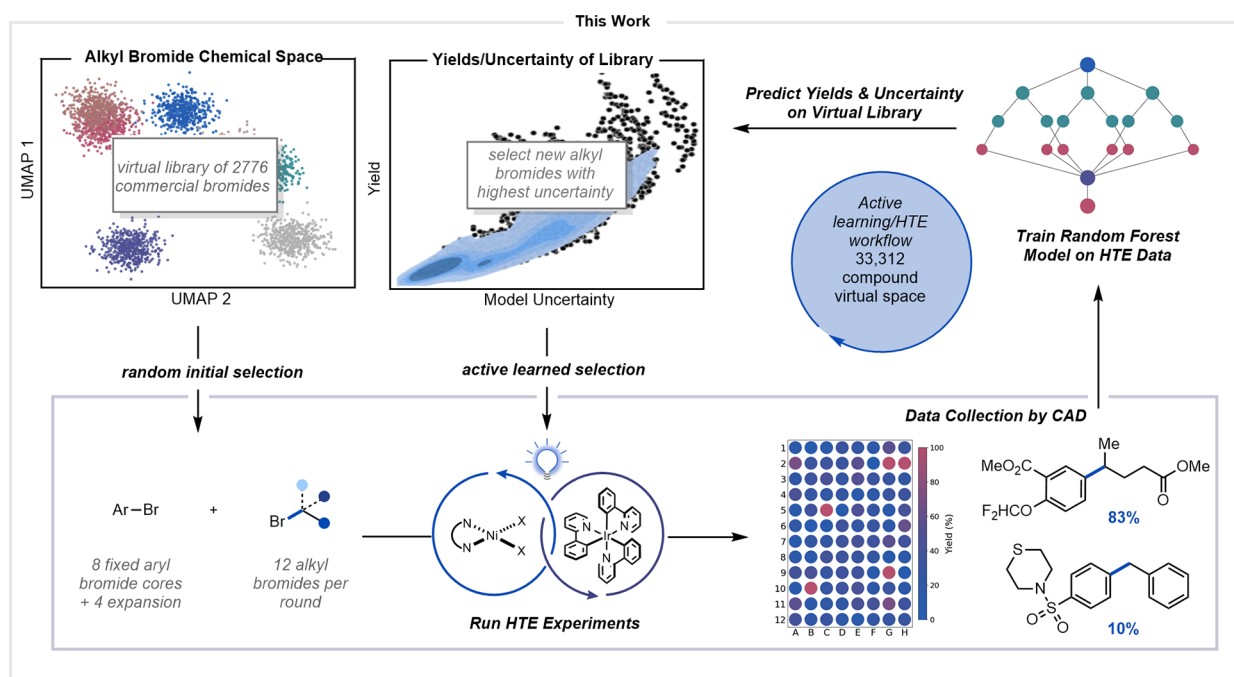 This Work
Alkyl Bromide Chemical Space
UMAP 1
virtual library of 2776
commercial bromides
UMAP 2
Yields/Uncertainty of Library
Yield
select new alkyl
bromides with
highest uncertainty
Model Uncertainty
Predict Yields & Uncertainty
on Virtual Library
Active
learning/HTE
workflow
33,312
compound
virtual space
Train Random Forest
Model on HTE Data
random initial selection
active learned selection
Data Collection by CAD
Ar–Br
+
Br
8 fixed aryl
bromide cores
+ 4 expansion
12 alkyl
bromides per
round
N
N
Ni
X
X
N
N
Ir
N
Run HTE Experiments
1
2
3
4
5
6
7
8
9
10
11
12
A B C D E F G H
100
80
60
40
20
0
Yield (%)
Me
MeO₂C
OMe
O
F₂HCO
83%
S
N
S
O
O
10%